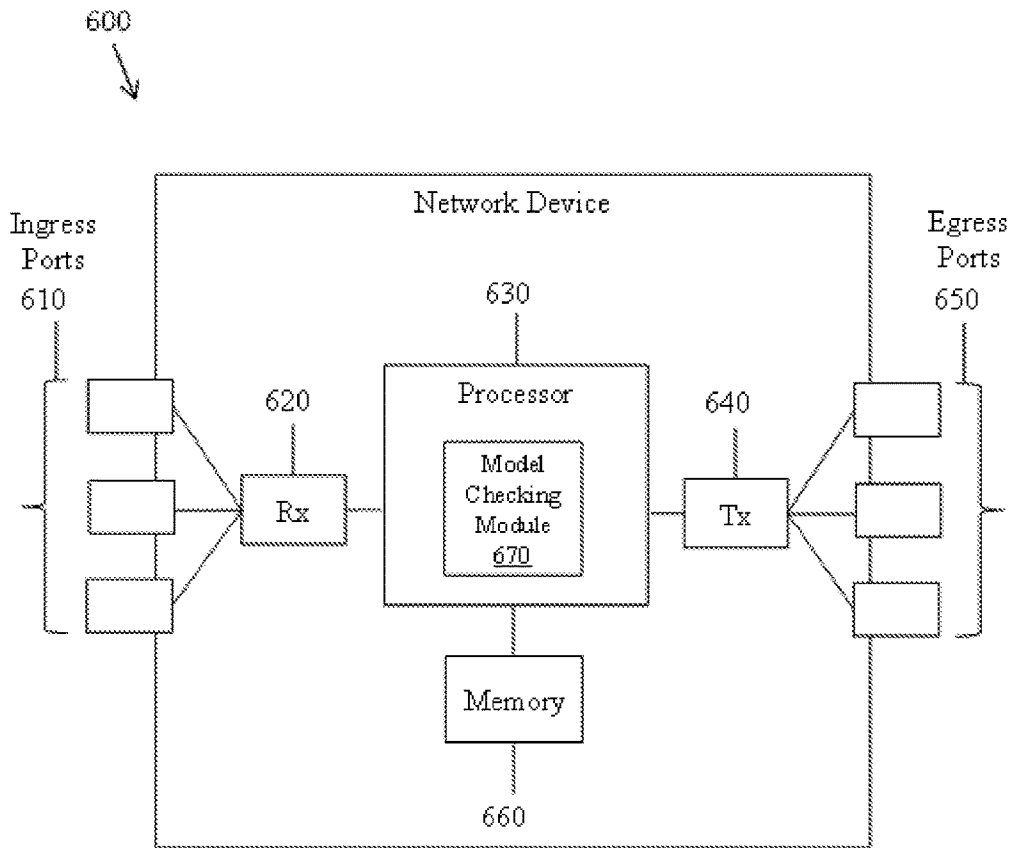 600
Network Device
Ingress
Ports
610
Egress
Ports
650
630
Processor
620
640
Rx
Model
Checking
Module
670
Tx
Memory
660